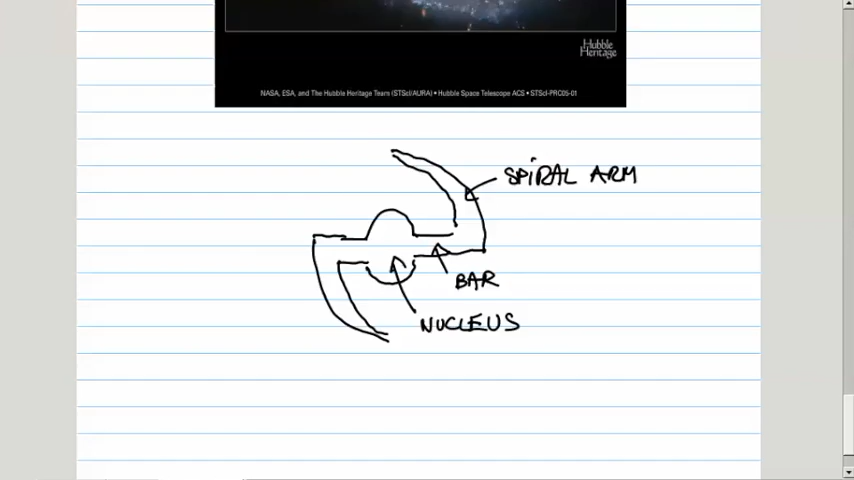 Hubble
Heritage
NASA, ESA, and The Hubble Heritage Team (STScI/AURA) • Hubble Space Telescope ACS • STScI-PRC05-01
SPIRAL ARM
BAR
NUCLEUS